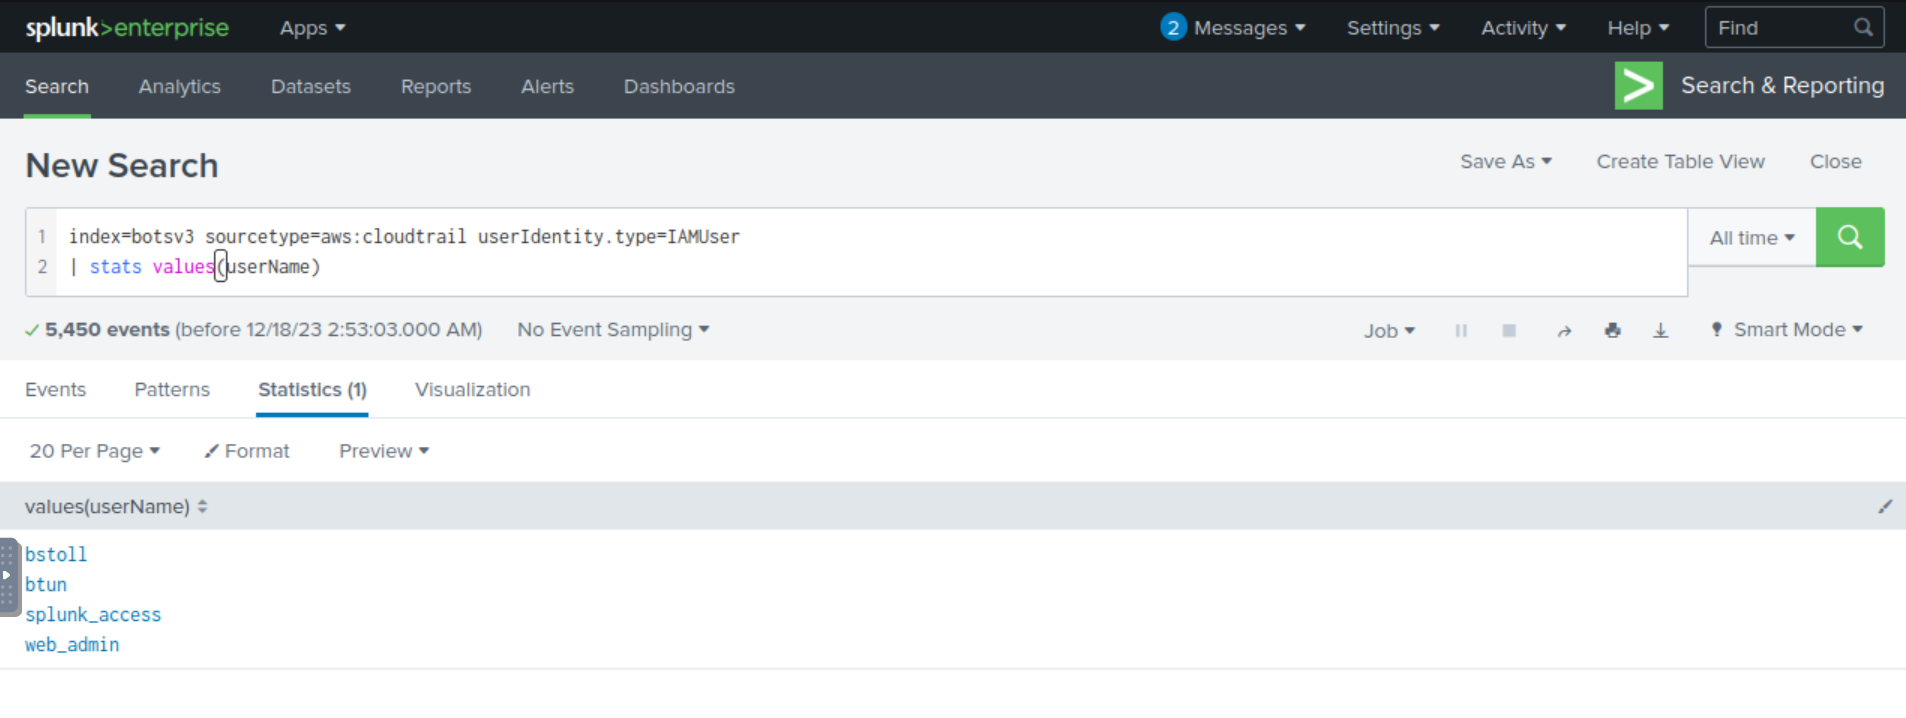 splunk>enterprise Apps 2 Messages Settings Activity Help Find
Search Analytics Datasets Reports Alerts Dashboards > Search & Reporting
New Search Save As Create Table View Close
1 index=botsv3 sourcetype=aws:cloudtrail userIdentity.type=IAMUser All time
2 | stats values(userName)
5,450 events (before 12/18/23 2:53:03.000 AM) No Event Sampling Job Smart Mode
Events Patterns Statistics (1) Visualization
20 Per Page Format Preview
values(userName)
bstoll
btun
splunk_access
web_admin